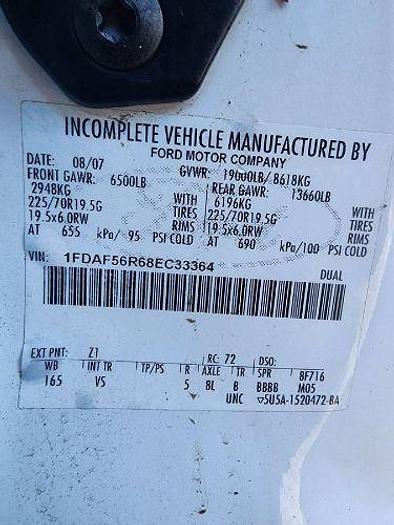 INCOMPLETE VEHICLE MANUFACTURED BY
FORD MOTOR COMPANY
DATE: 08/07 GVWR: 19000LB/ 8618KG
FRONT GAWR: 6500LB REAR GAWR: 13660LB
2948KG WITH 6196KG WITH
225/70R19.5G TIRES 225/70R19.5G TIRES
19.5x6.0RW RIMS 19.5x6.0RW RIMS
AT 655 kPa/ 95 PSI COLD AT 690 kPa/100 PSI COLD
VIN: 1FDAF56R68EC33364 DUAL
EXT PNT: Z1 RC: 72 DSO:
WB INT TR TP/PS R AXLE TR SPR 8F716
165 VS 5 8L B BBBB M05
UNC ▽5U5A-1520472-BA